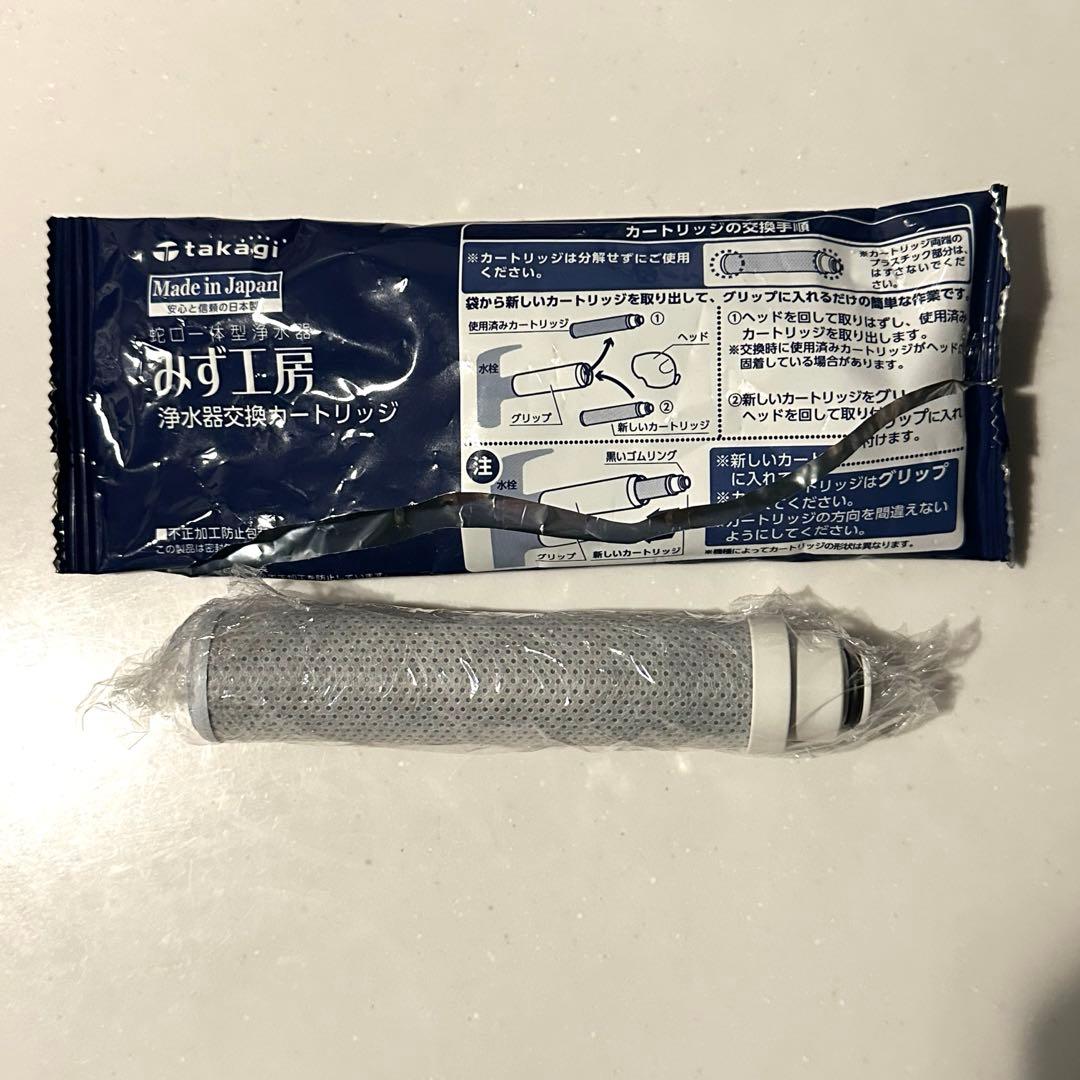 takagi
Made in Japan
安心と信頼の日本製
蛇口一体型浄水器
みず工房
浄水器交換カートリッジ
■不正加工防止包
この製品は密封
カートリッジの交換手順
※カートリッジは分解せずにご使用
ください。
※カートリッジ両端の
プラスチック部分は、
はずさないでくだ
さい。
袋から新しいカートリッジを取り出して、グリップに入れるだけの簡単な作業です。
使用済みカートリッジ
①
ヘッド
水栓
グリップ
②
新しいカートリッジ
①ヘッドを回して取りはずし、使用済み
カートリッジを取り出します。
※交換時に使用済みカートリッジがヘッド
固着している場合があります。
②新しいカートリッジをグリ
リップに入れ
ヘッドを回して取り付
付けます。
注
黒いゴムリング
水栓
グリップ
新しいカートリッジ
※新しいカート
トリッジはグリップ
に入れて
てください。
※カートリッジの方向を間違えない
ようにしてください。
※機種によってカートリッジの形状は異なります。